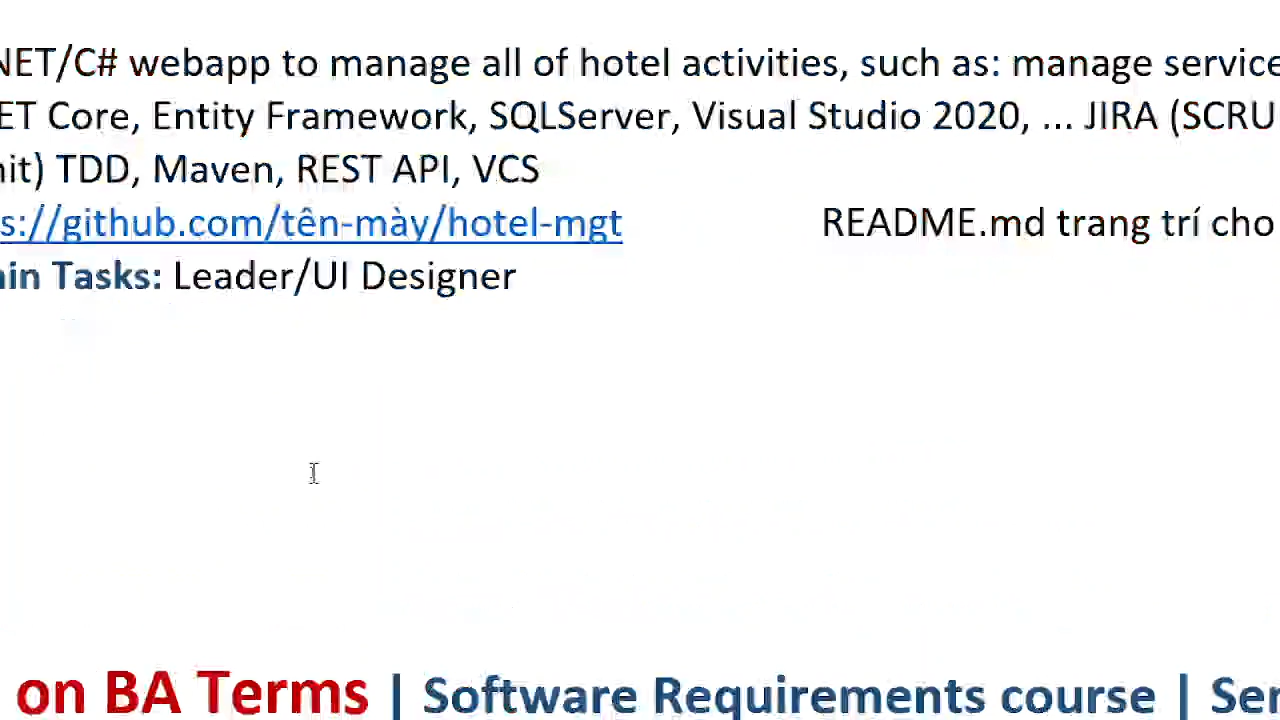 NET/C# webapp to manage all of hotel activities, such as: manage service
ET Core, Entity Framework, SQLServer, Visual Studio 2020, ... JIRA (SCRU
nit) TDD, Maven, REST API, VCS
s://github.com/tên-mày/hotel-mgt README.md trang trí cho
in Tasks: Leader/UI Designer
on BA Terms | Software Requirements course | Ser